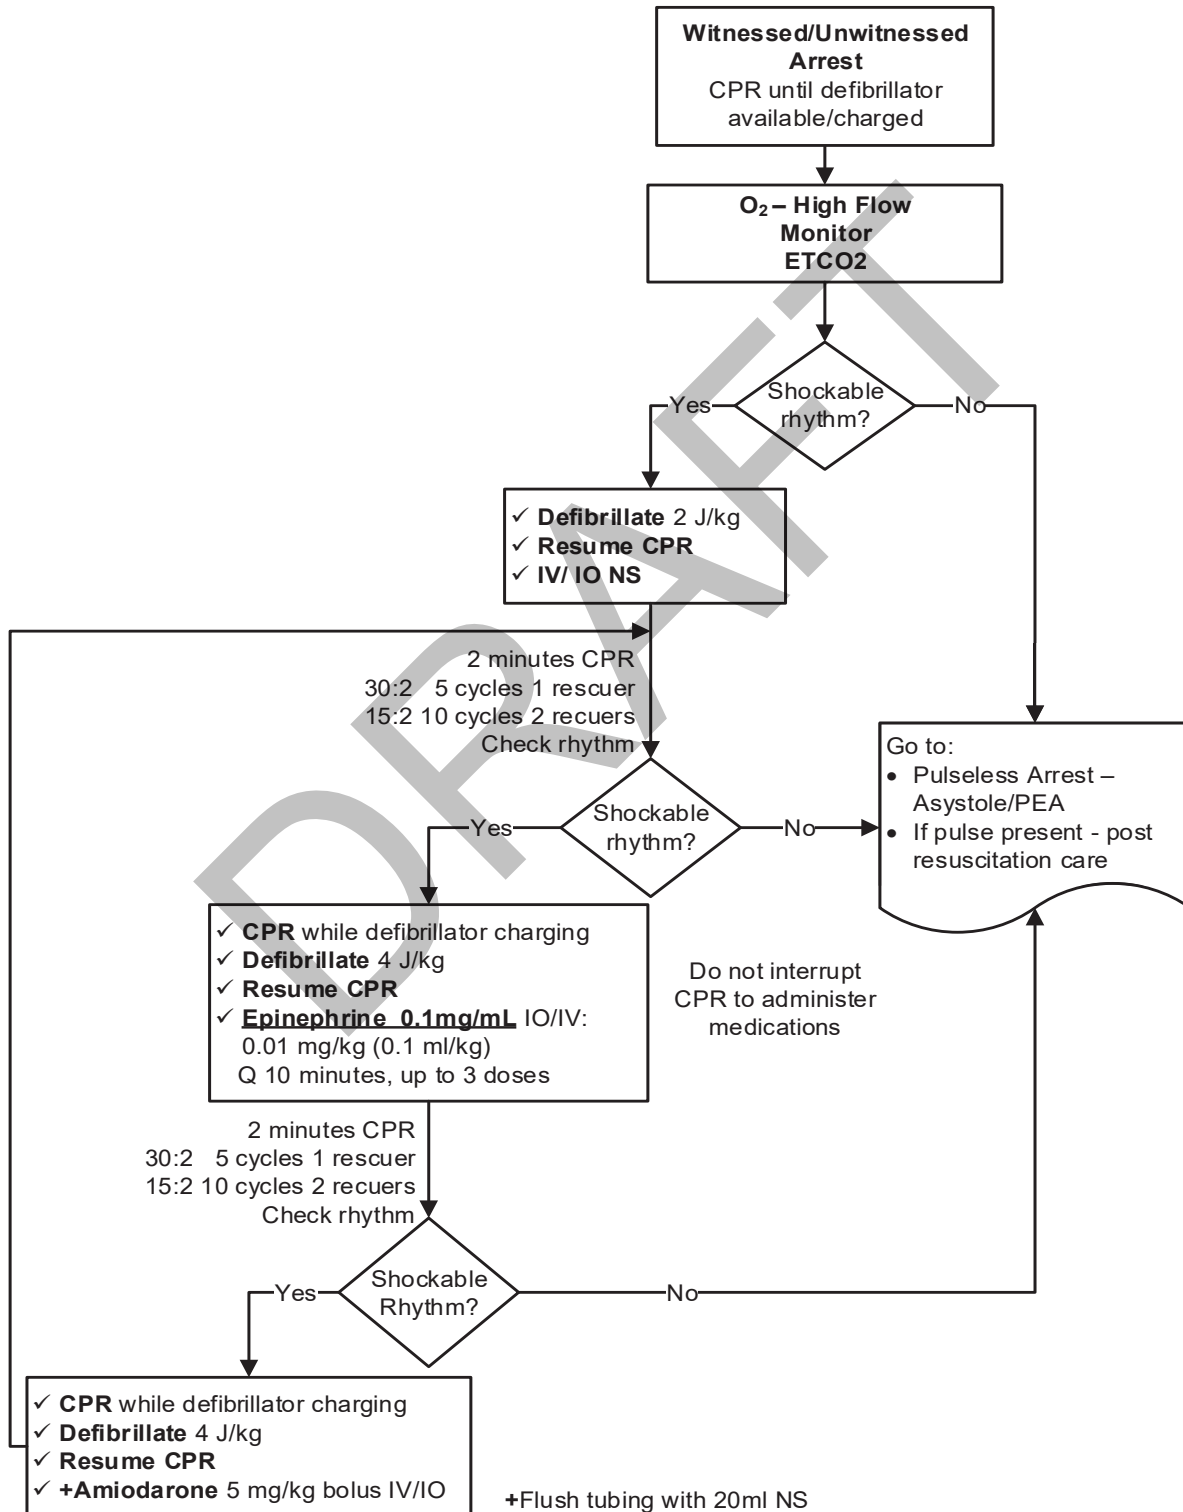 Witnessed/Unwitnessed
Arrest
CPR until defibrillator
available/charged
O₂ – High Flow
Monitor
ETCO2
Shockable
rhythm?
Yes
No
✓ Defibrillate 2 J/kg
✓ Resume CPR
✓ IV/ IO NS
2 minutes CPR
30:2 5 cycles 1 rescuer
15:2 10 cycles 2 recuers
Check rhythm
Shockable
rhythm?
Yes
No
Go to:
• Pulseless Arrest –
Asystole/PEA
• If pulse present - post
resuscitation care
✓ CPR while defibrillator charging
✓ Defibrillate 4 J/kg
✓ Resume CPR
✓ Epinephrine 0.1mg/mL IO/IV:
0.01 mg/kg (0.1 ml/kg)
Q 10 minutes, up to 3 doses
Do not interrupt
CPR to administer
medications
2 minutes CPR
30:2 5 cycles 1 rescuer
15:2 10 cycles 2 recuers
Check rhythm
Shockable
Rhythm?
Yes
No
✓ CPR while defibrillator charging
✓ Defibrillate 4 J/kg
✓ Resume CPR
✓ +Amiodarone 5 mg/kg bolus IV/IO
+Flush tubing with 20ml NS
DRAFT